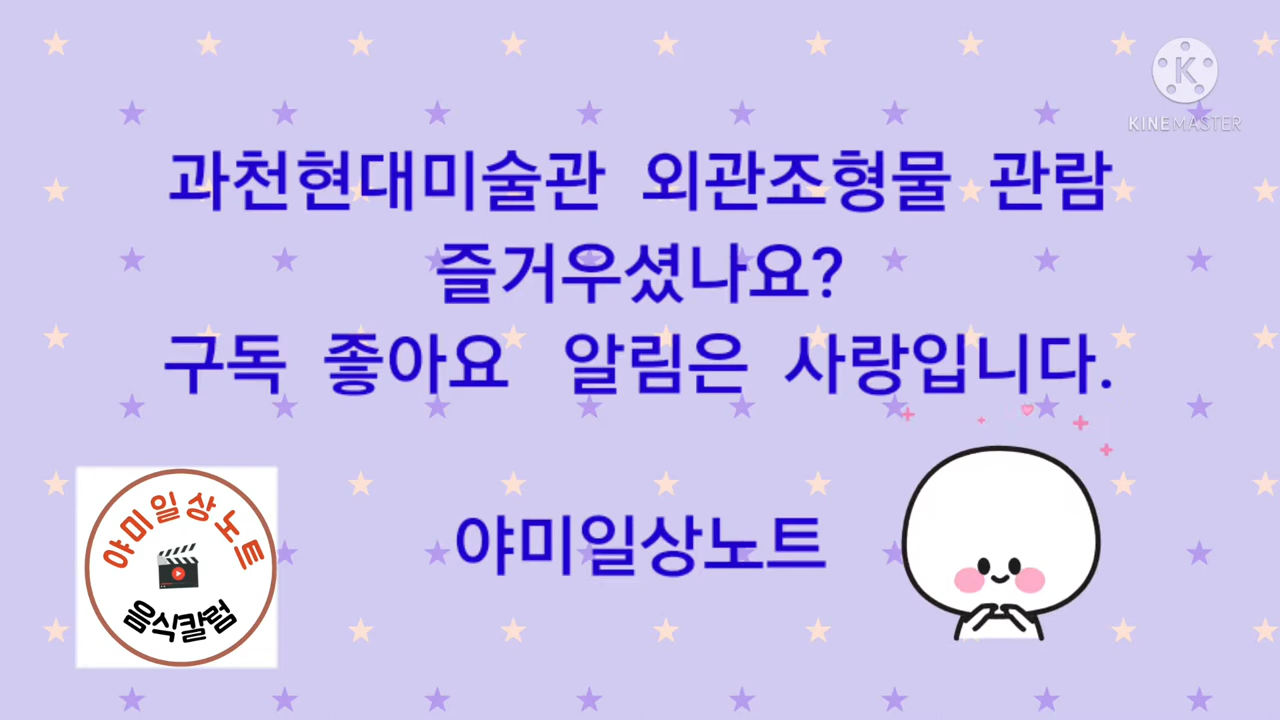 KINEMASTER
과천현대미술관 외관조형물 관람
즐거우셨나요?
구독 좋아요 알림은 사랑입니다.
야미일상노트
야미일상노트
음식칼럼